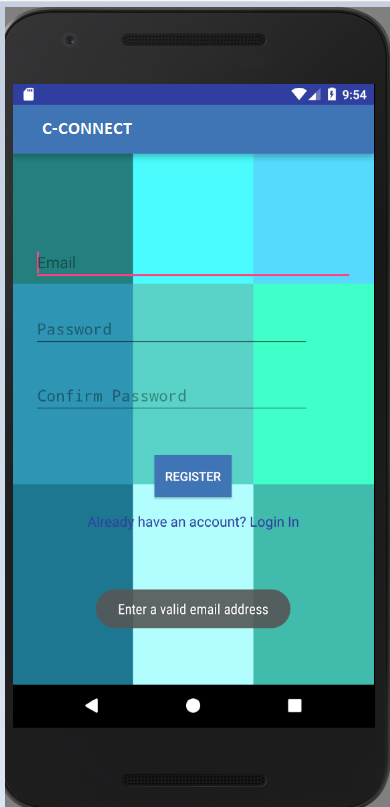 9:54
C-CONNECT
Email
Password
Confirm Password
REGISTER
Already have an account? Login In
Enter a valid email address